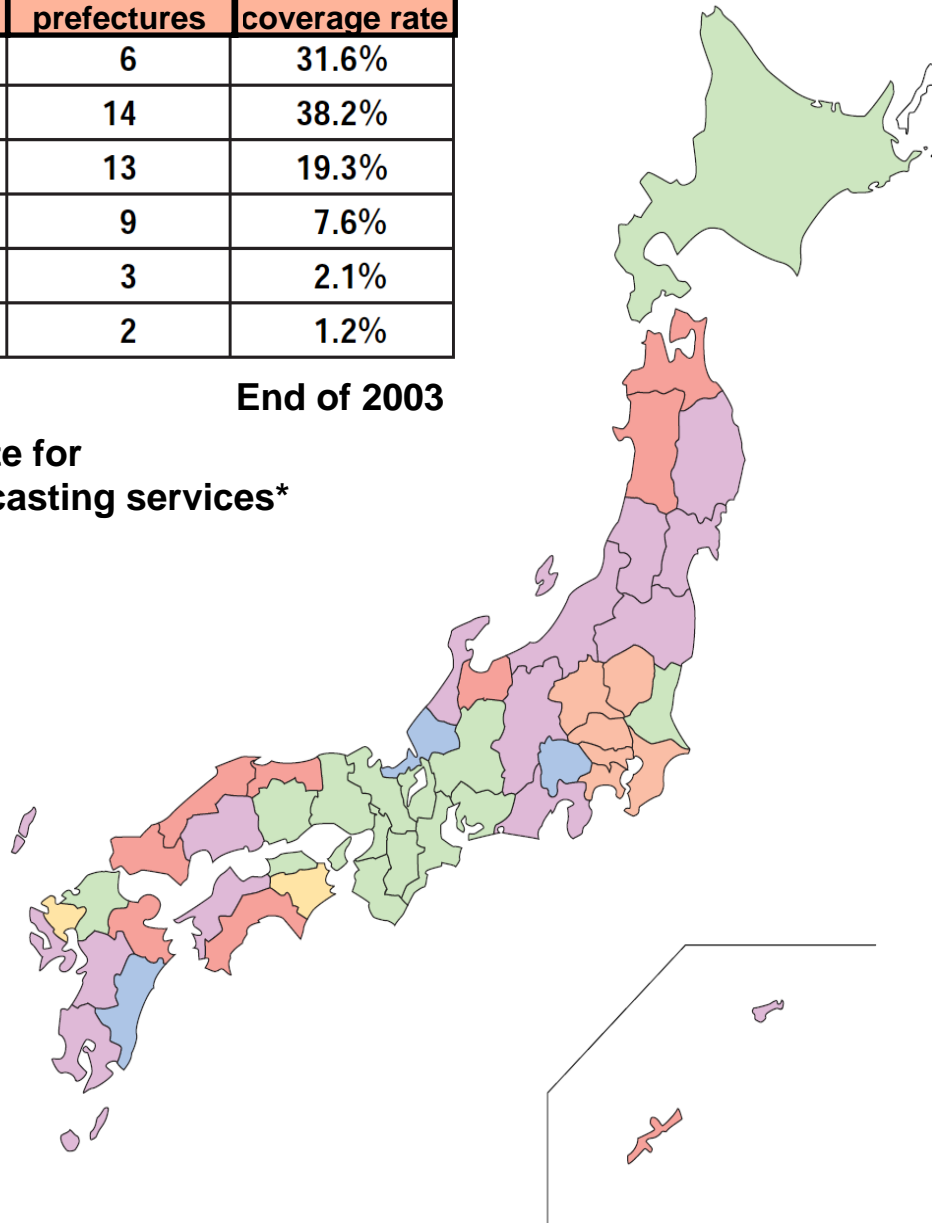 prefectures coverage rate
6 31.6%
14 38.2%
13 19.3%
9 7.6%
3 2.1%
2 1.2%
End of 2003
for
services*